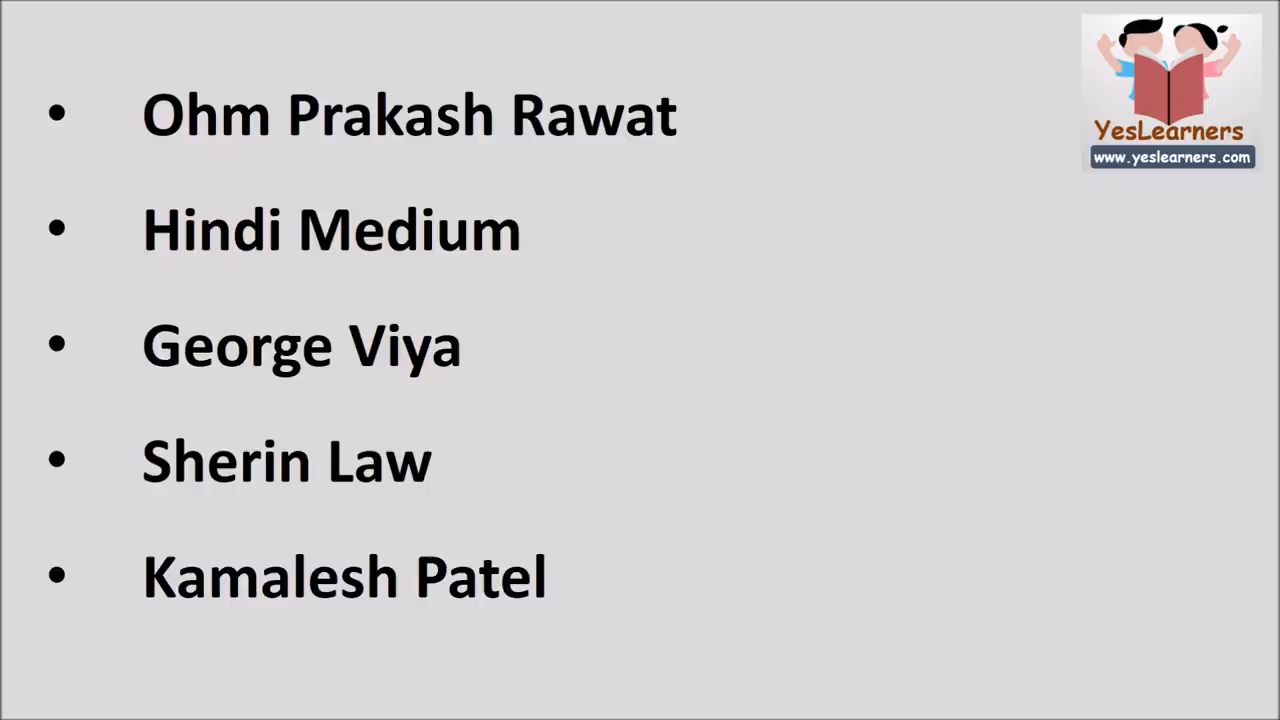 • Ohm Prakash Rawat
• Hindi Medium
• George Viya
• Sherin Law
• Kamalesh Patel
YesLearners
www.yeslearners.com